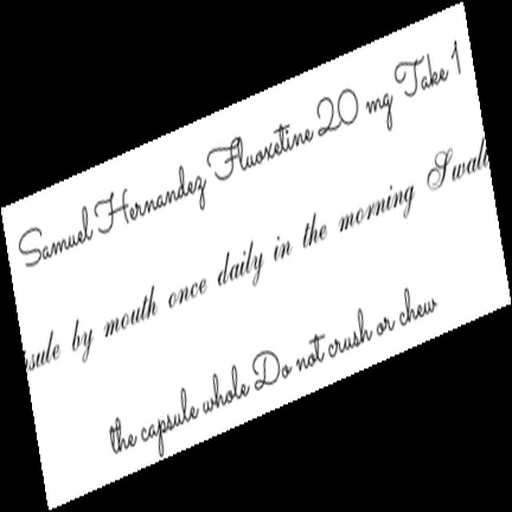 Samuel Hernandez Fluoxetine 20 mg Take 1
by mouth once daily in the morning
the capsule whole Do not crush or chew